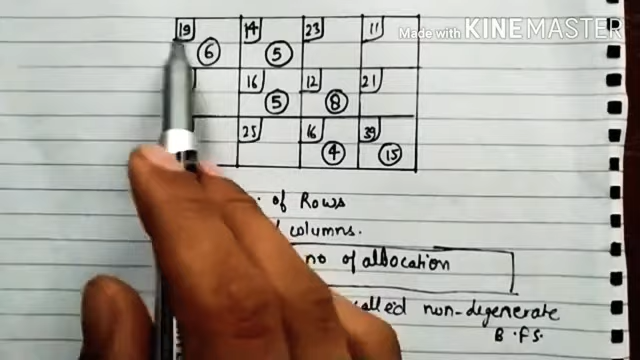 Made with KINEMASTER
19 14 23 11
6 5
16 12 21
5 8
25 16 39
4 15
of Rows
columns.
no of allocation
called non-degenerate
B.F.S.